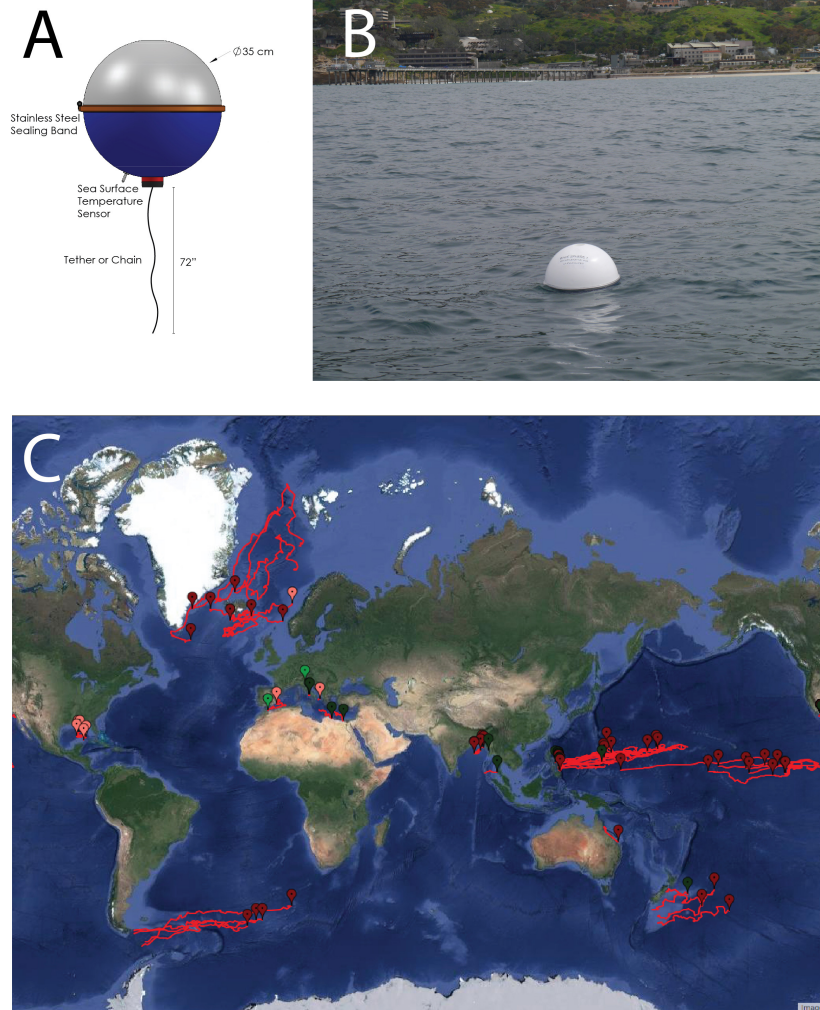 A
B
Ø35 cm
Stainless Steel
Sealing Band
Sea Surface
Temperature
Sensor
Tether or Chain
72"
C